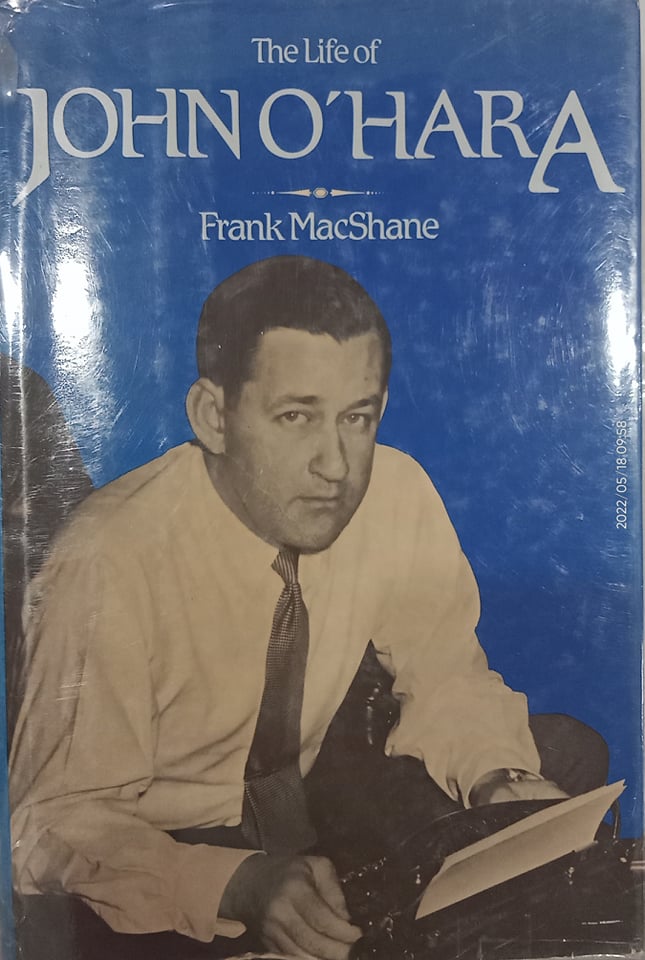 The Life of
JOHN O'HARA
Frank MacShane
2022/05/18 09:58